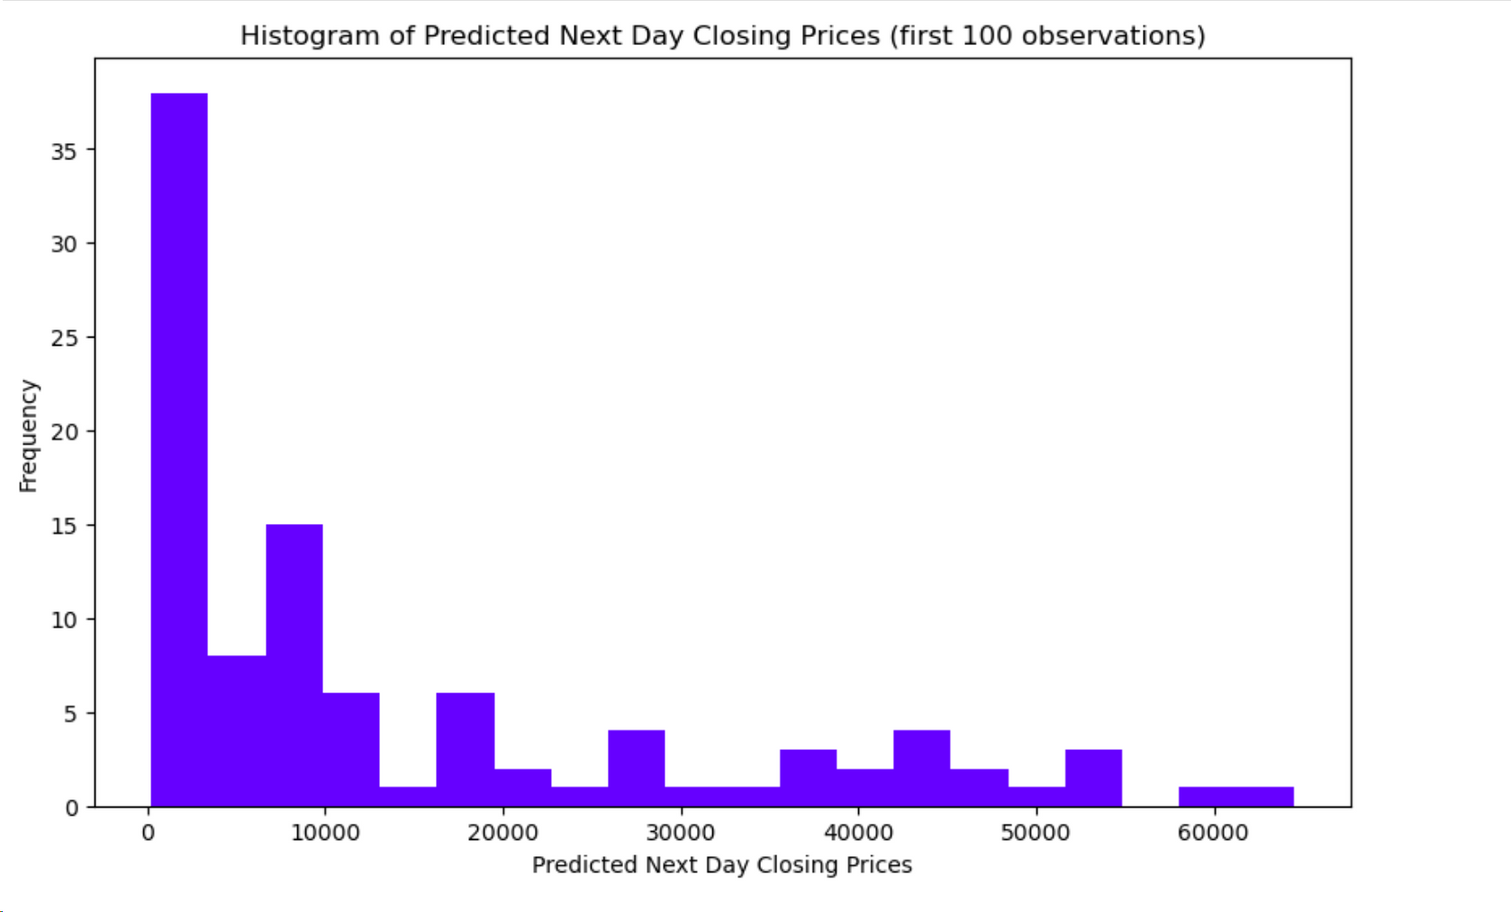 Histogram of Predicted Next Day Closing Prices (first 100 observations)
35
30
25
20
15
10
5
0
Frequency
0 10000 20000 30000 40000 50000 60000
Predicted Next Day Closing Prices